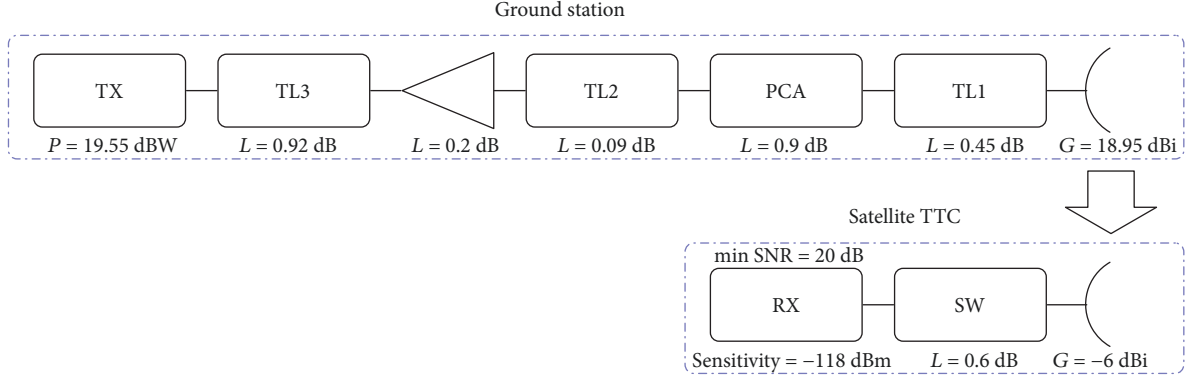 Ground station
TX TL3 TL2 PCA TL1
P = 19.55 dBW L = 0.92 dB L = 0.2 dB L = 0.09 dB L = 0.9 dB L = 0.45 dB G = 18.95 dBi
Satellite TTC
min SNR = 20 dB
RX SW
Sensitivity = −118 dBm L = 0.6 dB G = −6 dBi